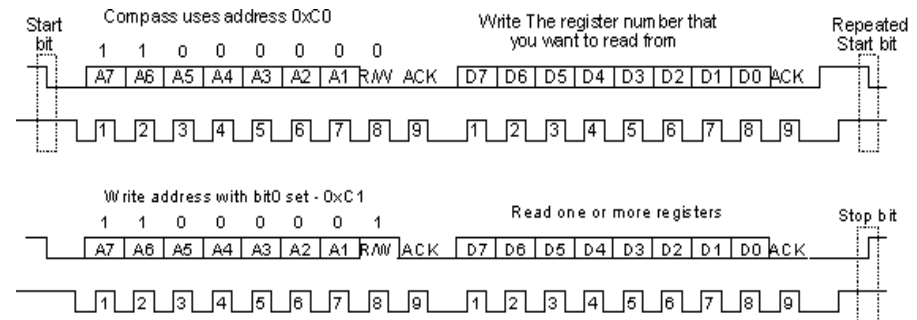 Start bit
Compass uses address 0xC0
Write The register number that
you want to read from
Repeated
Start bit
1 1 0 0 0 0 0 0
A7 A6 A5 A4 A3 A2 A1 R/W ACK D7 D6 D5 D4 D3 D2 D1 D0 ACK
1 2 3 4 5 6 7 8 9 1 2 3 4 5 6 7 8 9
Write address with bit0 set - 0xC1
Read one or more registers
Stop bit
1 1 0 0 0 0 0 1
A7 A6 A5 A4 A3 A2 A1 R/W ACK D7 D6 D5 D4 D3 D2 D1 D0 ACK
1 2 3 4 5 6 7 8 9 1 2 3 4 5 6 7 8 9